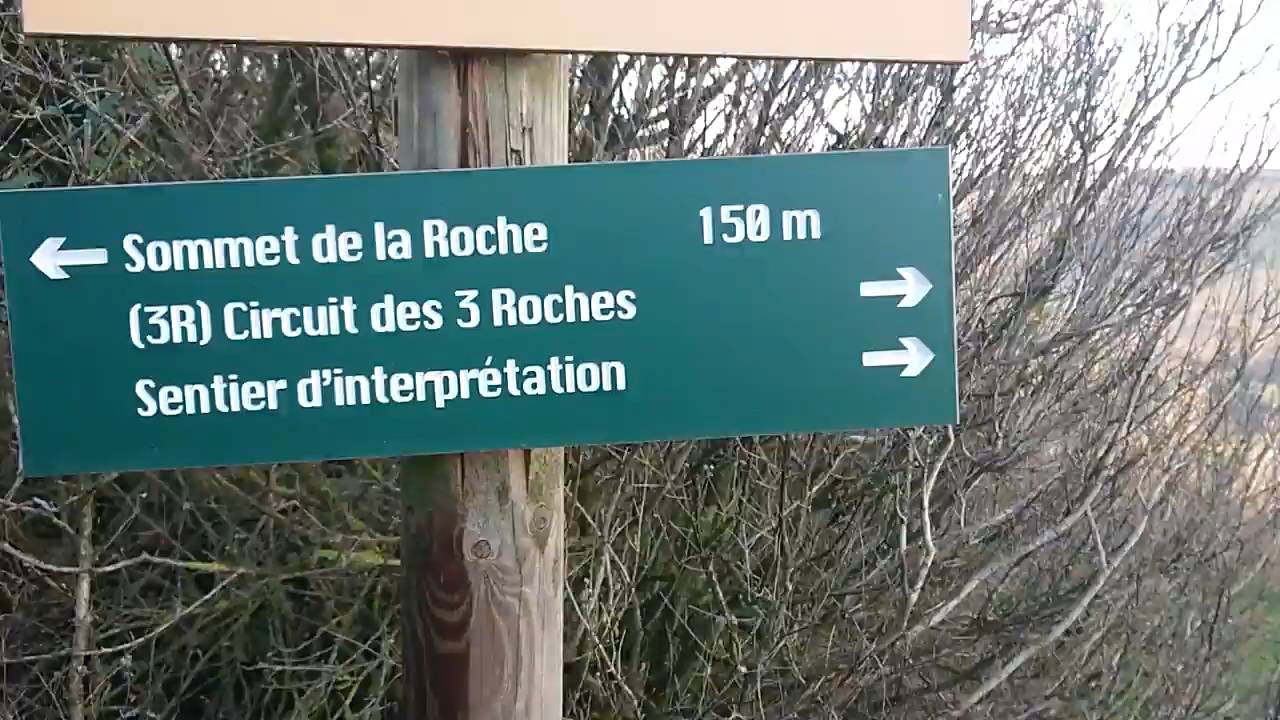 ← Sommet de la Roche 150 m
(3R) Circuit des 3 Roches →
Sentier d'interprétation →